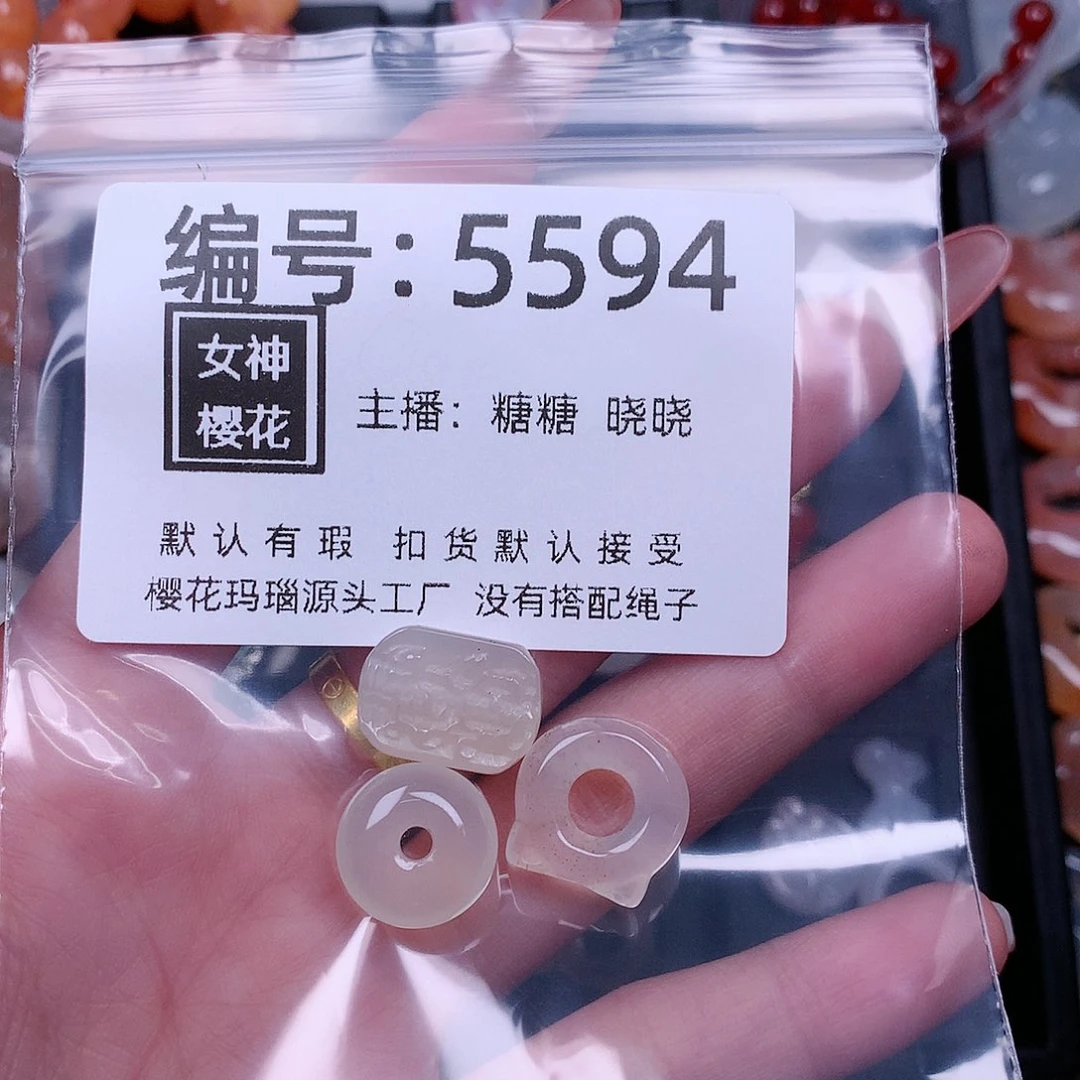 编号：5594
女神
樱花
主播：糖糖 晓晓
默认有瑕 扣货默认接受
樱花玛瑙源头工厂 没有搭配绳子